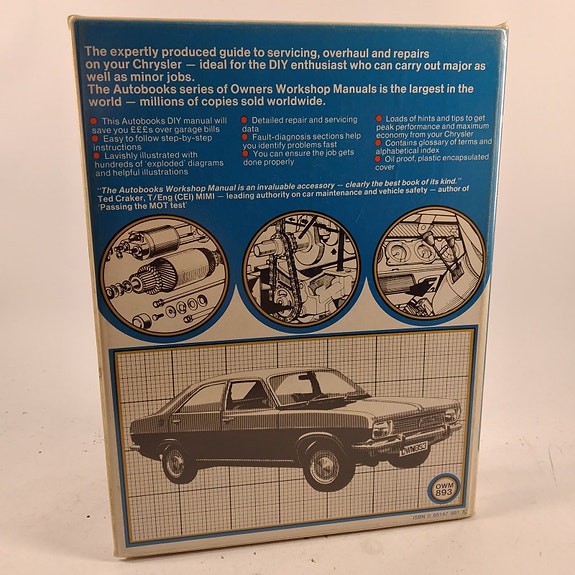 The expertly produced guide to servicing, overhaul and repairs
on your Chrysler — ideal for the DIY enthusiast who can carry out major as
well as minor jobs.
The Autobooks series of Owners Workshop Manuals is the largest in the
world — millions of copies sold worldwide.
• This Autobooks DIY manual will
save you £££s over garage bills
• Easy to follow step-by-step
instructions
• Lavishly illustrated with
hundreds of 'exploded' diagrams
and helpful illustrations
• Detailed repair and servicing
data
• Fault-diagnosis sections help
you identify problems fast
• You can ensure the job gets
done properly
• Loads of hints and tips to get
peak performance and maximum
economy from your Chrysler
• Contains glossary of terms and
alphabetical index
• Oil proof, plastic encapsulated
cover
"The Autobooks Workshop Manual is an invaluable accessory — clearly the best book of its kind."
Ted Craker, T/Eng (CEI) MIMI — leading authority on car maintenance and vehicle safety — author of
'Passing the MOT test'
OWM
893
ISBN 0 85147